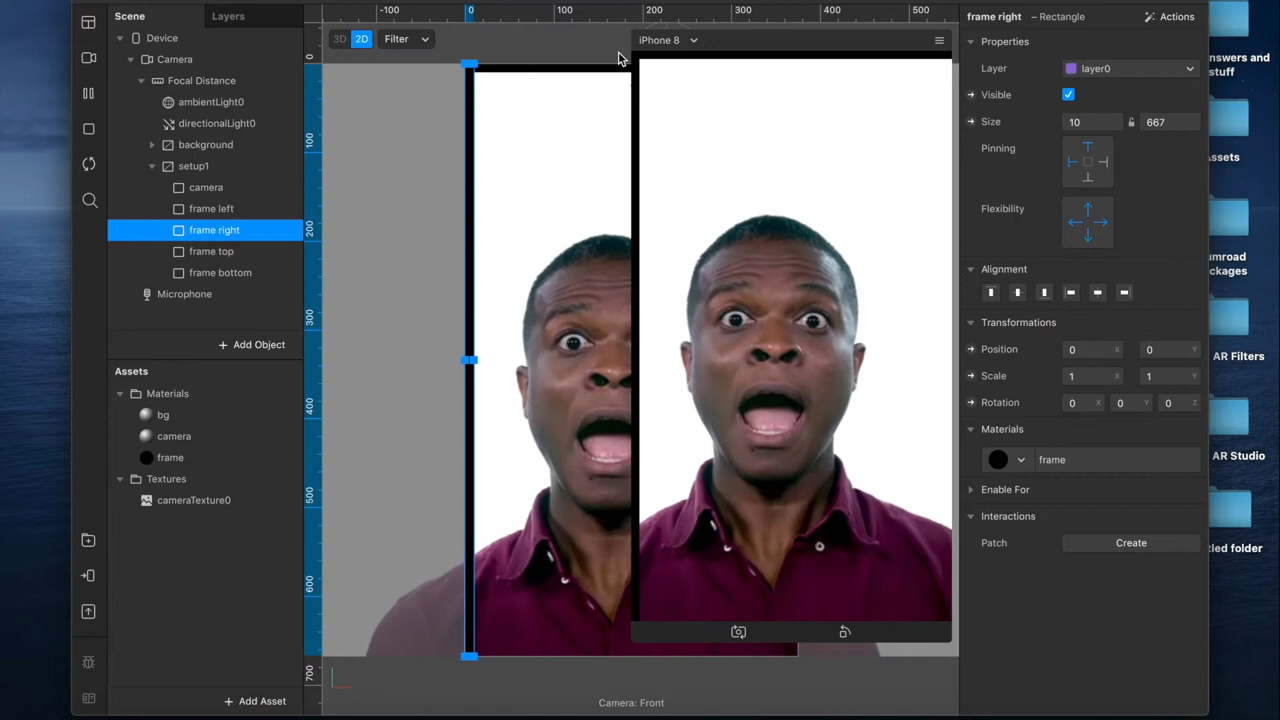 Scene
Layers
Device
Camera
Focal Distance
ambientLight0
directionalLight0
background
setup1
camera
frame left
frame right
frame top
frame bottom
Microphone
+ Add Object
Assets
Materials
bg
camera
frame
Textures
cameraTexture0
+ Add Asset
-100 0 100 200 300 400 500
0
100
200
300
400
500
600
700
3D 2D Filter
iPhone 8
Camera: Front
frame right – Rectangle
Actions
Properties
Layer layer0
Visible
Size 10 667
Pinning
Flexibility
Alignment
Transformations
Position 0 X 0 Y
Scale 1 X 1 Y
Rotation 0 X 0 Y 0 Z
Materials
frame
Enable For
Interactions
Patch Create
nswers and
stuff
ssets
umroad
ckages
AR Filters
AR Studio
tled folder